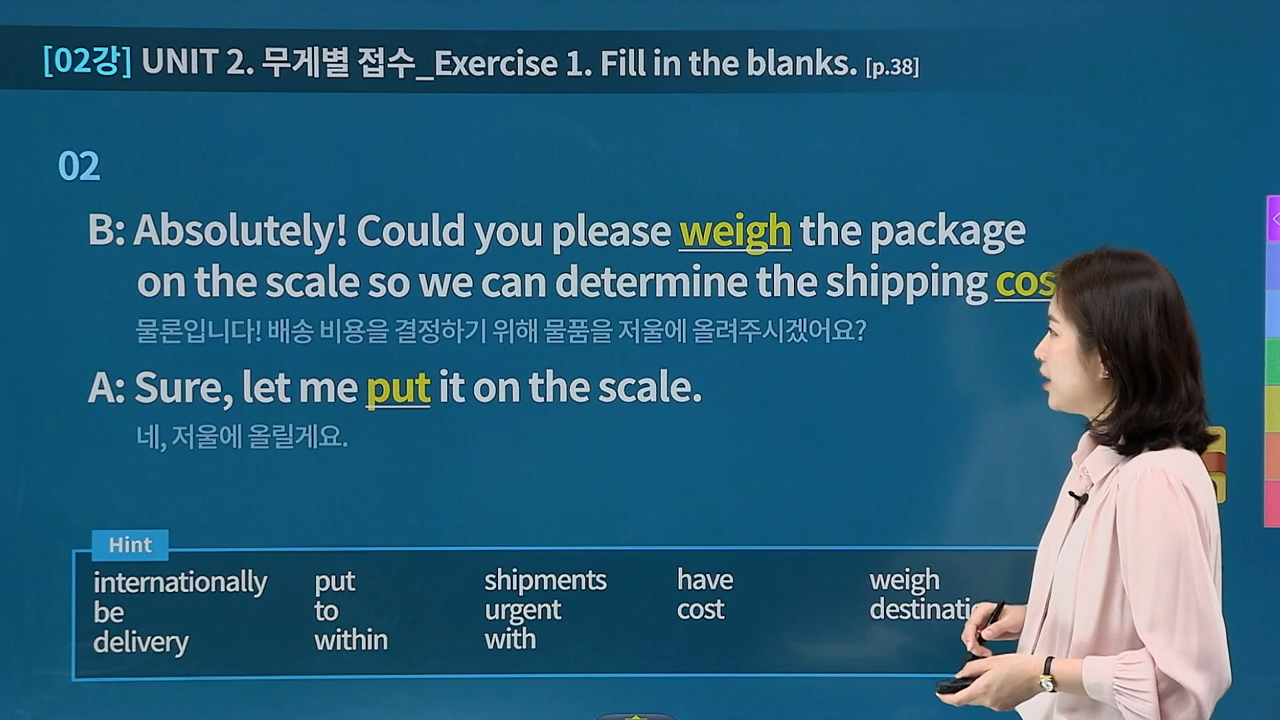 [02강] UNIT 2. 무게별 접수_Exercise 1. Fill in the blanks. [p.38]
02
B: Absolutely! Could you please weigh the package
on the scale so we can determine the shipping cos
물론입니다! 배송 비용을 결정하기 위해 물품을 저울에 올려주시겠어요?
A: Sure, let me put it on the scale.
네, 저울에 올릴게요.
Hint
internationally put shipments have weigh
be to urgent cost destinatio
delivery within with